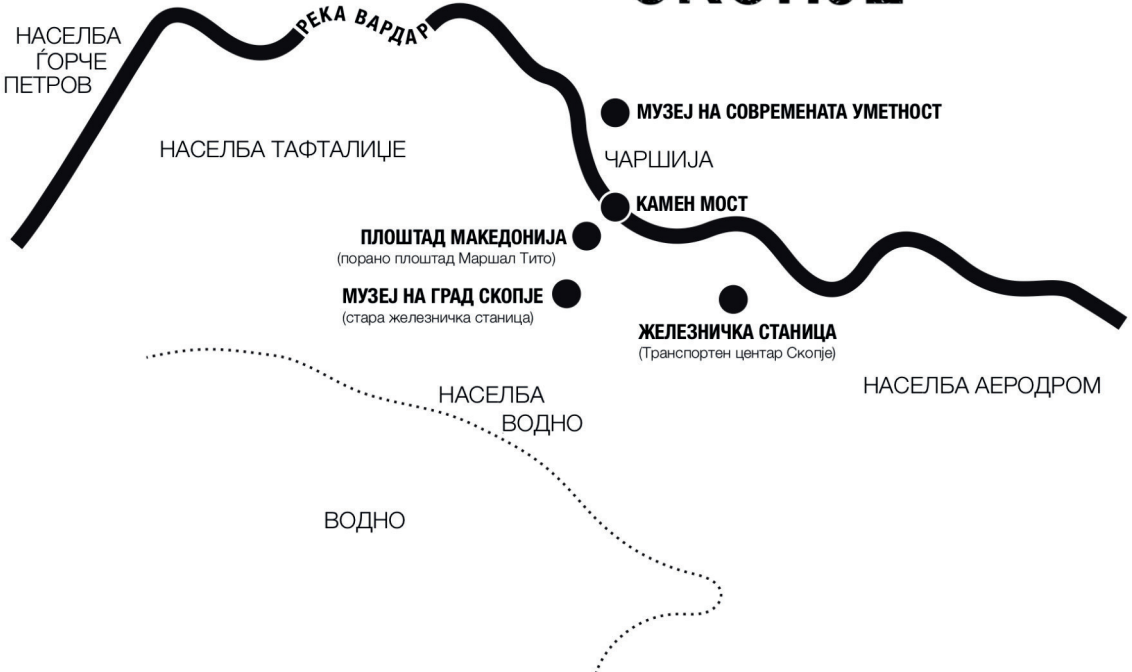 СКОПЈЕ
РЕКА ВАРДАР
НАСЕЛБА
ЃОРЧЕ
ПЕТРОВ
МУЗЕЈ НА СОВРЕМЕНАТА УМЕТНОСТ
НАСЕЛБА ТАФТАЛИЏЕ
ЧАРШИЈА
КАМЕН МОСТ
ПЛОШТАД МАКЕДОНИЈА
(порано плоштад Маршал Тито)
МУЗЕЈ НА ГРАД СКОПЈЕ
(стара железничка станица)
ЖЕЛЕЗНИЧКА СТАНИЦА
(Транспортен центар Скопје)
НАСЕЛБА АЕРОДРОМ
НАСЕЛБА
ВОДНО
ВОДНО